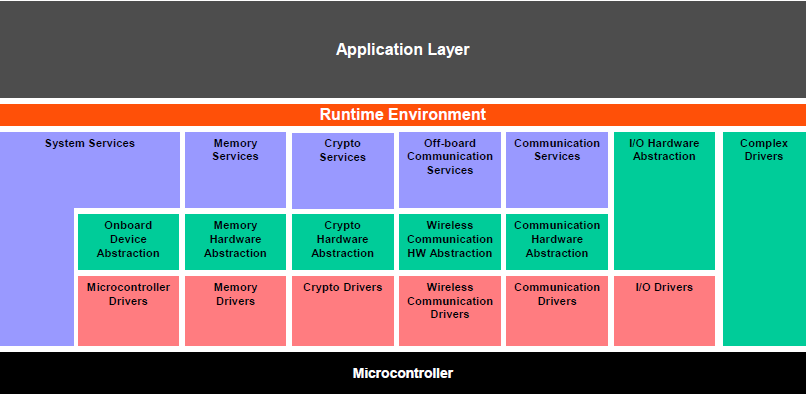 Application Layer
Runtime Environment
System Services
Memory
Services
Crypto
Services
Off-board
Communication
Services
Communication
Services
I/O Hardware
Abstraction
Complex
Drivers
Onboard
Device
Abstraction
Memory
Hardware
Abstraction
Crypto
Hardware
Abstraction
Wireless
Communication
HW Abstraction
Communication
Hardware
Abstraction
Microcontroller
Drivers
Memory
Drivers
Crypto Drivers
Wireless
Communication
Drivers
Communication
Drivers
I/O Drivers
Microcontroller